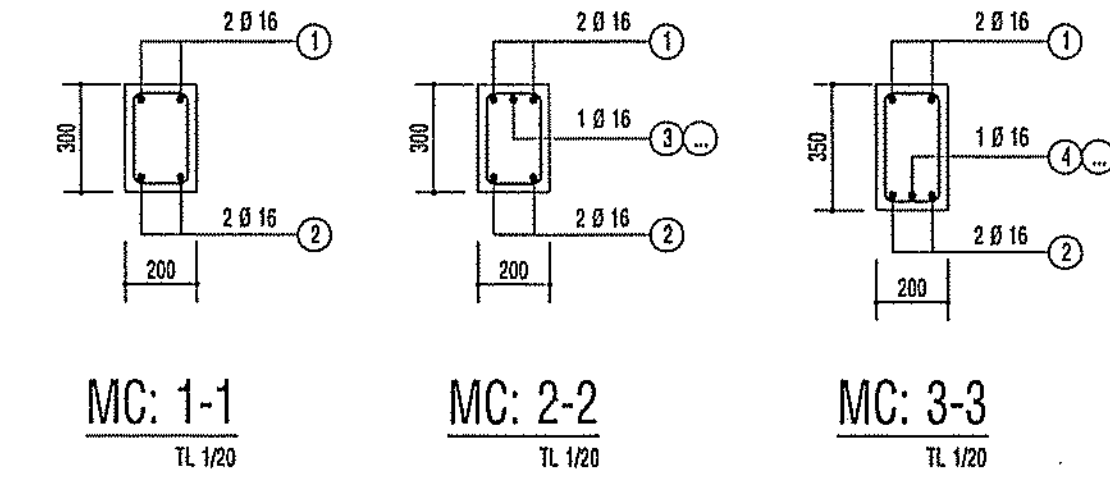 2 Ø 16 1
300
2 Ø 16 2
200
MC: 1-1
TL 1/20
2 Ø 16 1
300
1 Ø 16 3 ...
2 Ø 16 2
200
MC: 2-2
TL 1/20
2 Ø 16 1
350
1 Ø 16 4 ...
2 Ø 16 2
200
MC: 3-3
TL 1/20